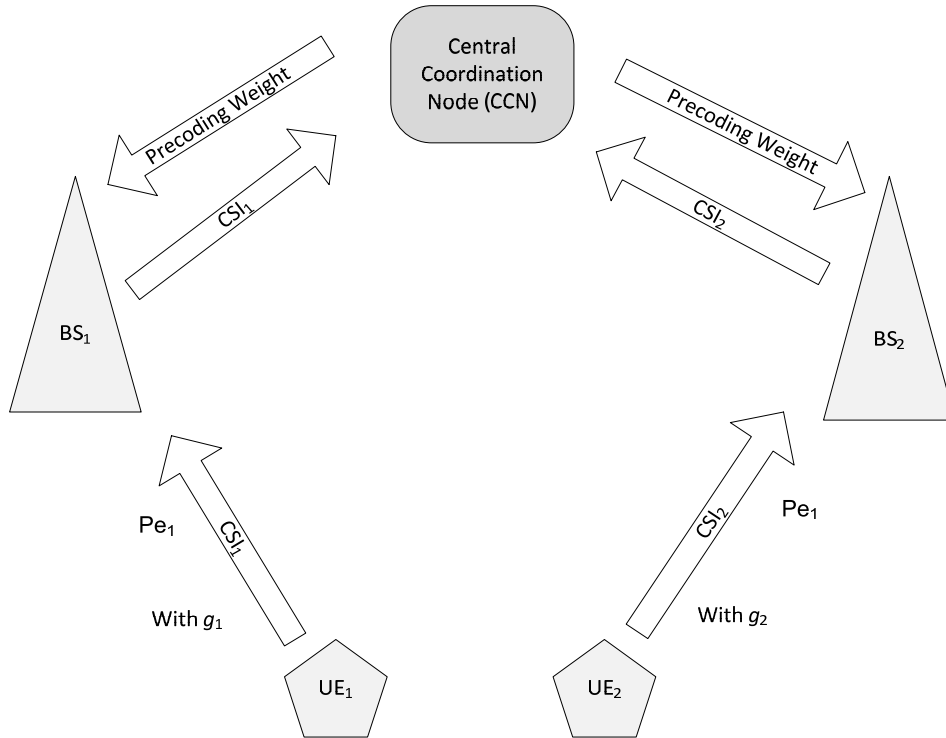 Central
Coordination
Node (CCN)
Precoding Weight
Precoding Weight
CSI₁
CSI₂
BS₁
BS₂
Pe₁
CSI₁
CSI₂
Pe₁
With g₁
With g₂
UE₁
UE₂